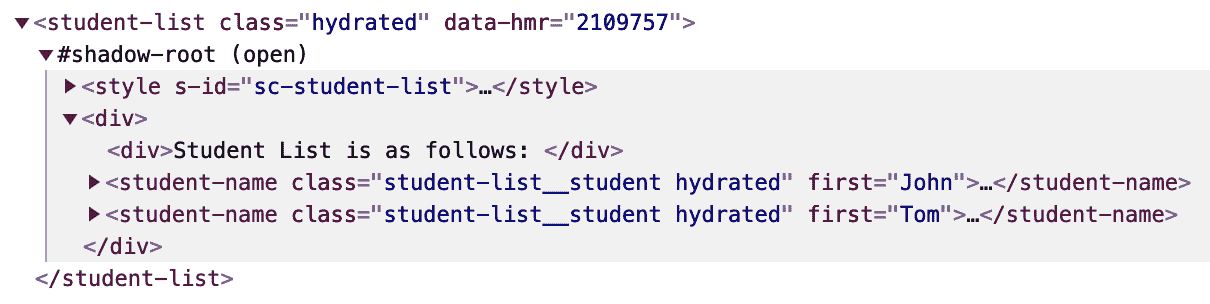 ▼<student-list class="hydrated" data-hmr="2109757">
▼#shadow-root (open)
▶<style s-id="sc-student-list">…</style>
▼<div>
<div>Student List is as follows: </div>
▶<student-name class="student-list__student hydrated" first="John">…</student-name>
▶<student-name class="student-list__student hydrated" first="Tom">…</student-name>
</div>
</student-list>